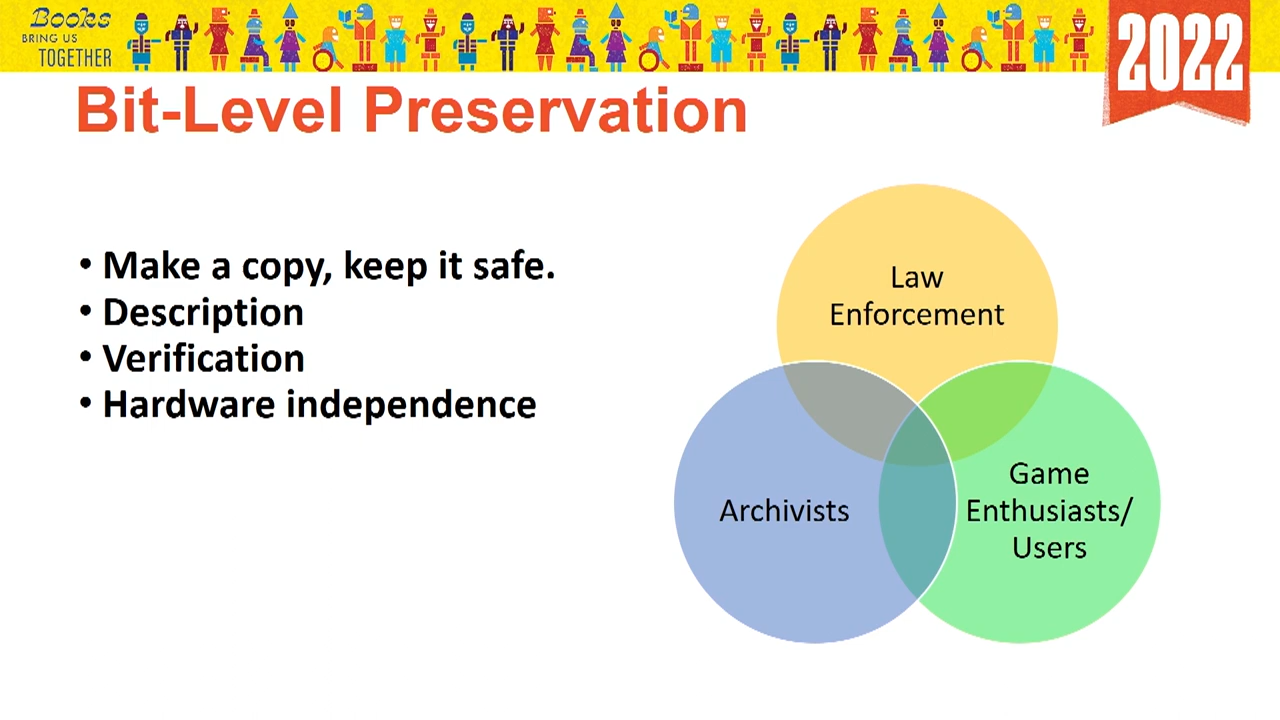 Books
BRING US
TOGETHER
2022
Bit-Level Preservation
• Make a copy, keep it safe.
• Description
• Verification
• Hardware independence
Law
Enforcement
Archivists
Game
Enthusiasts/
Users